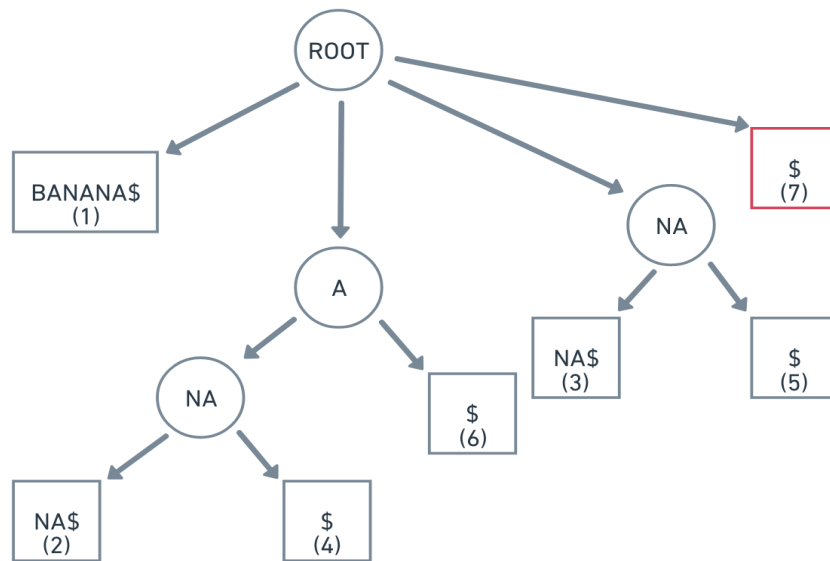 ROOT
BANANA$
(1)
$
(7)
NA
A
NA$
(3)
$
(5)
NA
$
(6)
NA$
(2)
$
(4)